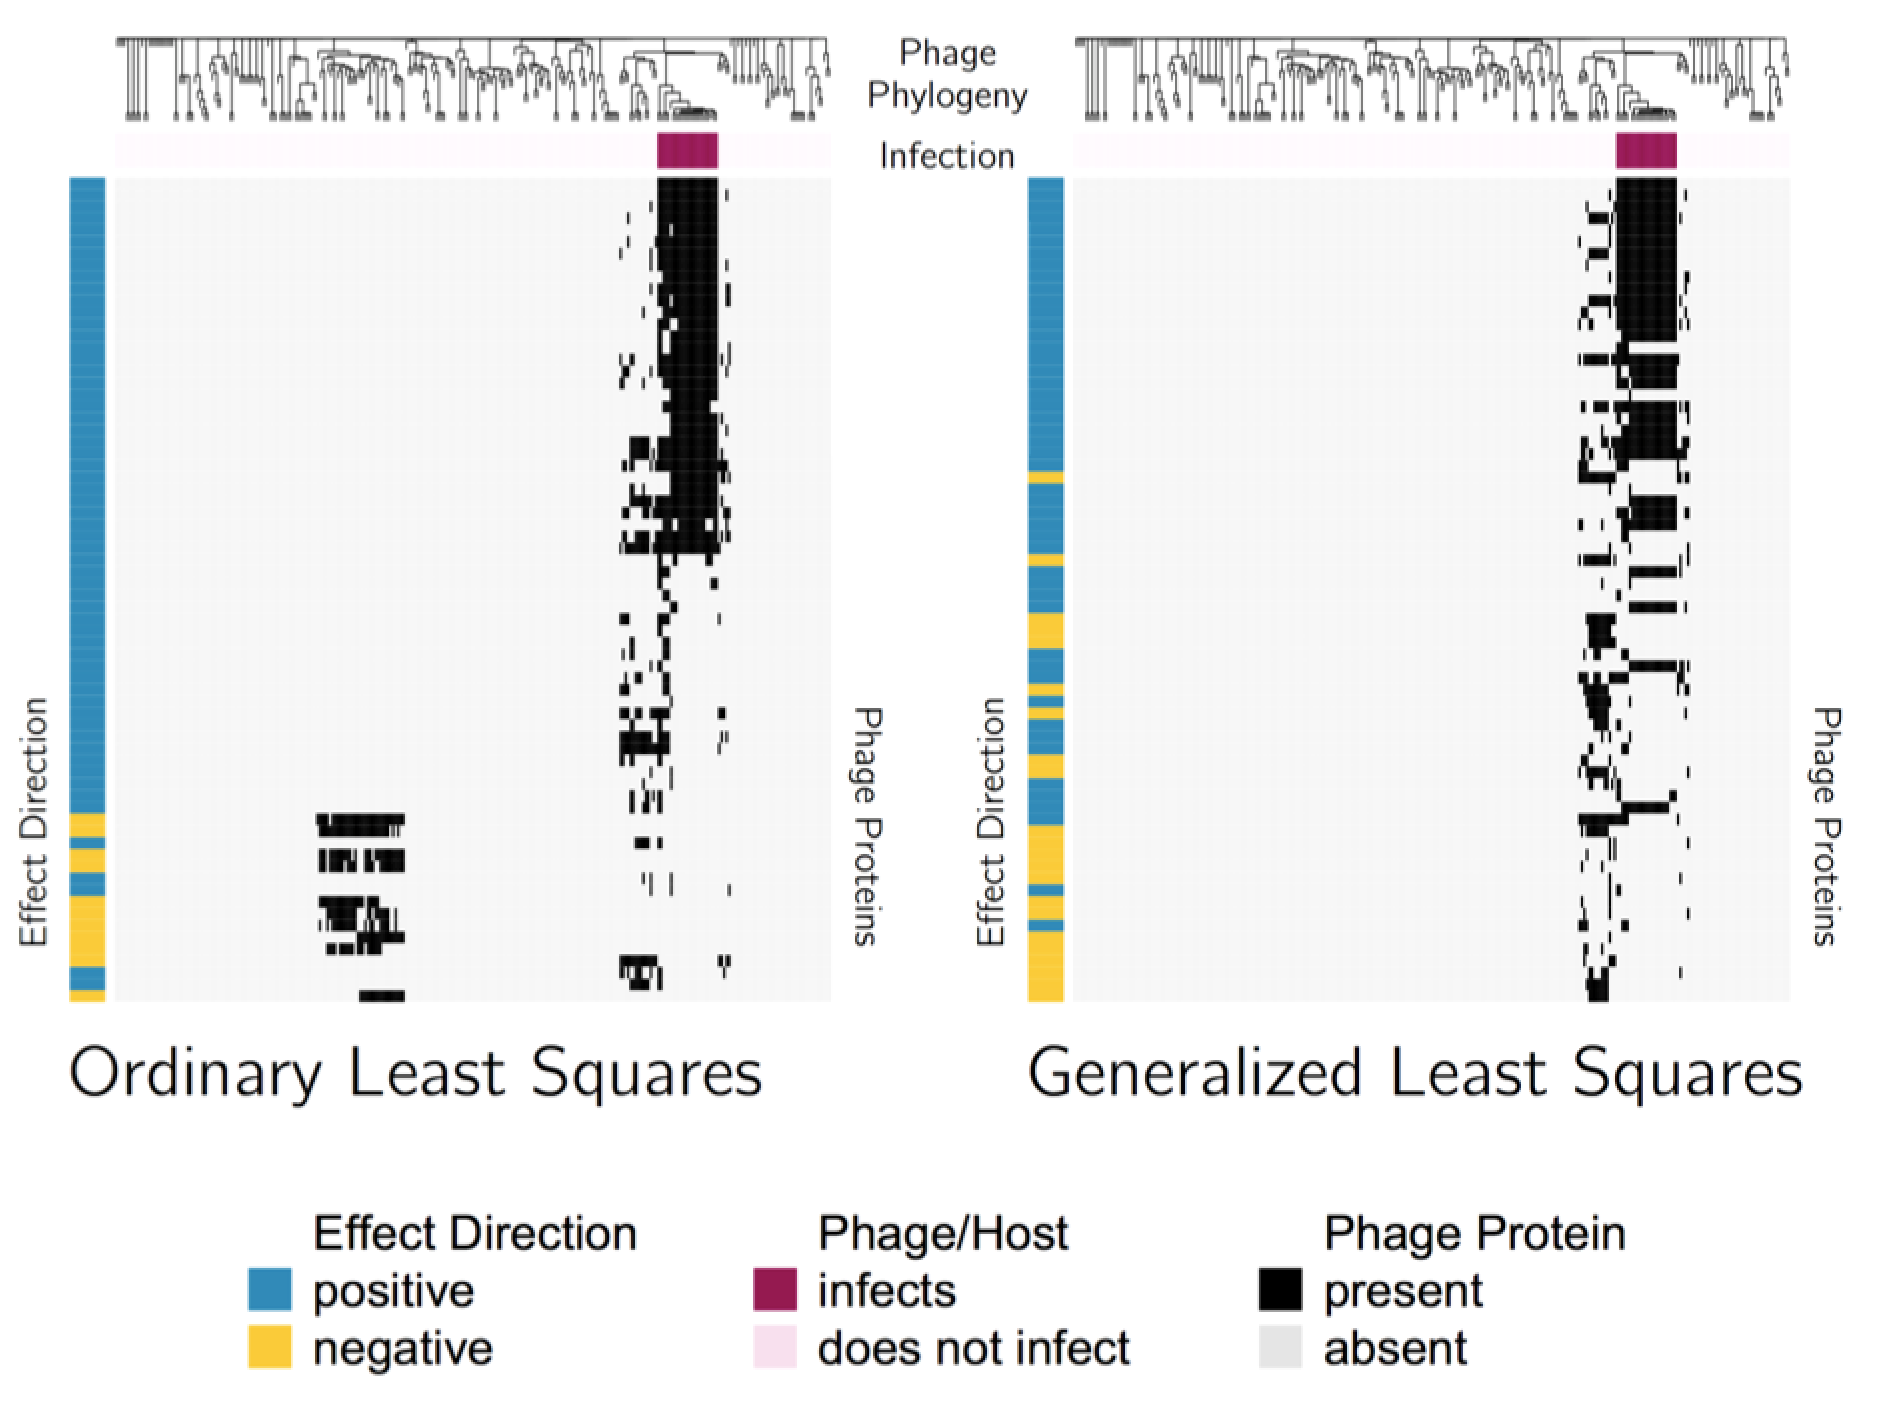 Phage
Phylogeny
Infection
Effect Direction
Phage Proteins
Effect Direction
Phage Proteins
Ordinary Least Squares
Generalized Least Squares
Effect Direction
positive
negative
Phage/Host
infects
does not infect
Phage Protein
present
absent